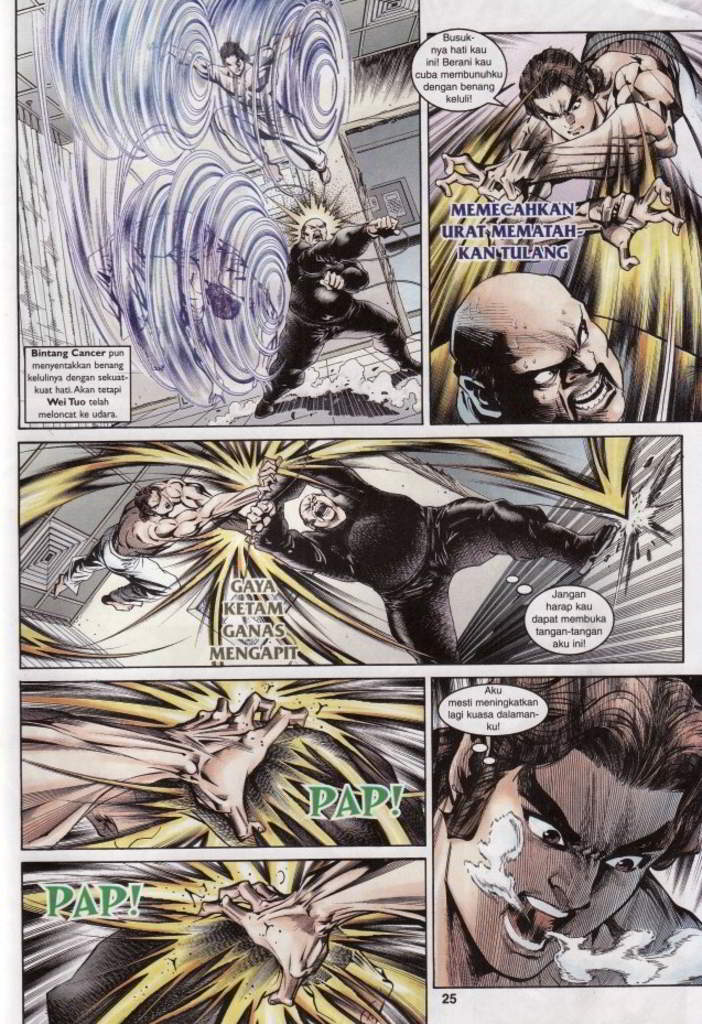 Bintang Cancer pun
menyentakkan benang
kelulinya dengan sekuat-
kuat hati. Akan tetapi
Wei Tuo telah
meloncat ke udara.
Busuk-
nya hati kau
ini! Berani kau
cuba membunuhku
dengan benang
keluli!
MEMECAHKAN
URAT MEMATAH-
KAN TULANG
GAYA
KETAM
GANAS
MENGAPIT
Jangan
harap kau
dapat membuka
tangan-tangan
aku ini!
PAP!
PAP!
Aku
mesti meningkatkan
lagi kuasa dalaman-
ku!
25